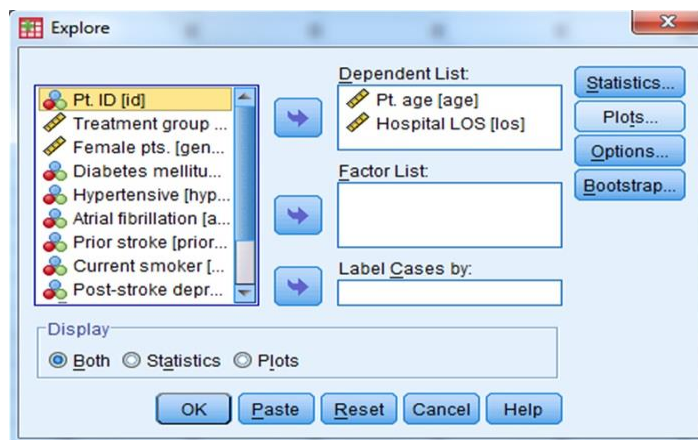 Explore
Pt. ID [id]
Treatment group ...
Female pts. [gen...
Diabetes mellitu...
Hypertensive [hyp...
Atrial fibrillation [a...
Prior stroke [prior...
Current smoker [...
Post-stroke depr...
Dependent List:
Pt. age [age]
Hospital LOS [los]
Factor List:
Label Cases by:
Statistics...
Plots...
Options...
Bootstrap...
Display
Both Statistics Plots
OK Paste Reset Cancel Help